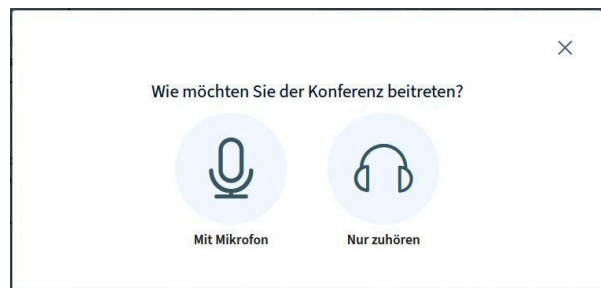 Wie möchten Sie der Konferenz beitreten?
Mit Mikrofon
Nur zuhören